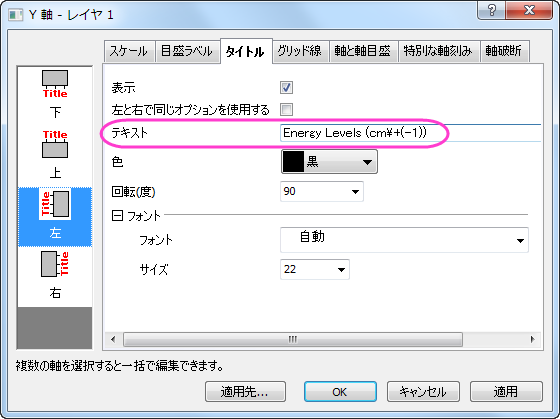 Y 軸 - レイヤ 1
スケール 目盛ラベル タイトル グリッド線 軸と軸目盛 特別な軸刻み 軸破断
Title
下
Title
上
Title
左
Title
右
表示
左と右で同じオプションを使用する
テキスト Energy Levels (cm¥+(-1))
色 黒
回転(度) 90
フォント
フォント 自動
サイズ 22
複数の軸を選択すると一括で編集できます。
適用先... OK キャンセル 適用